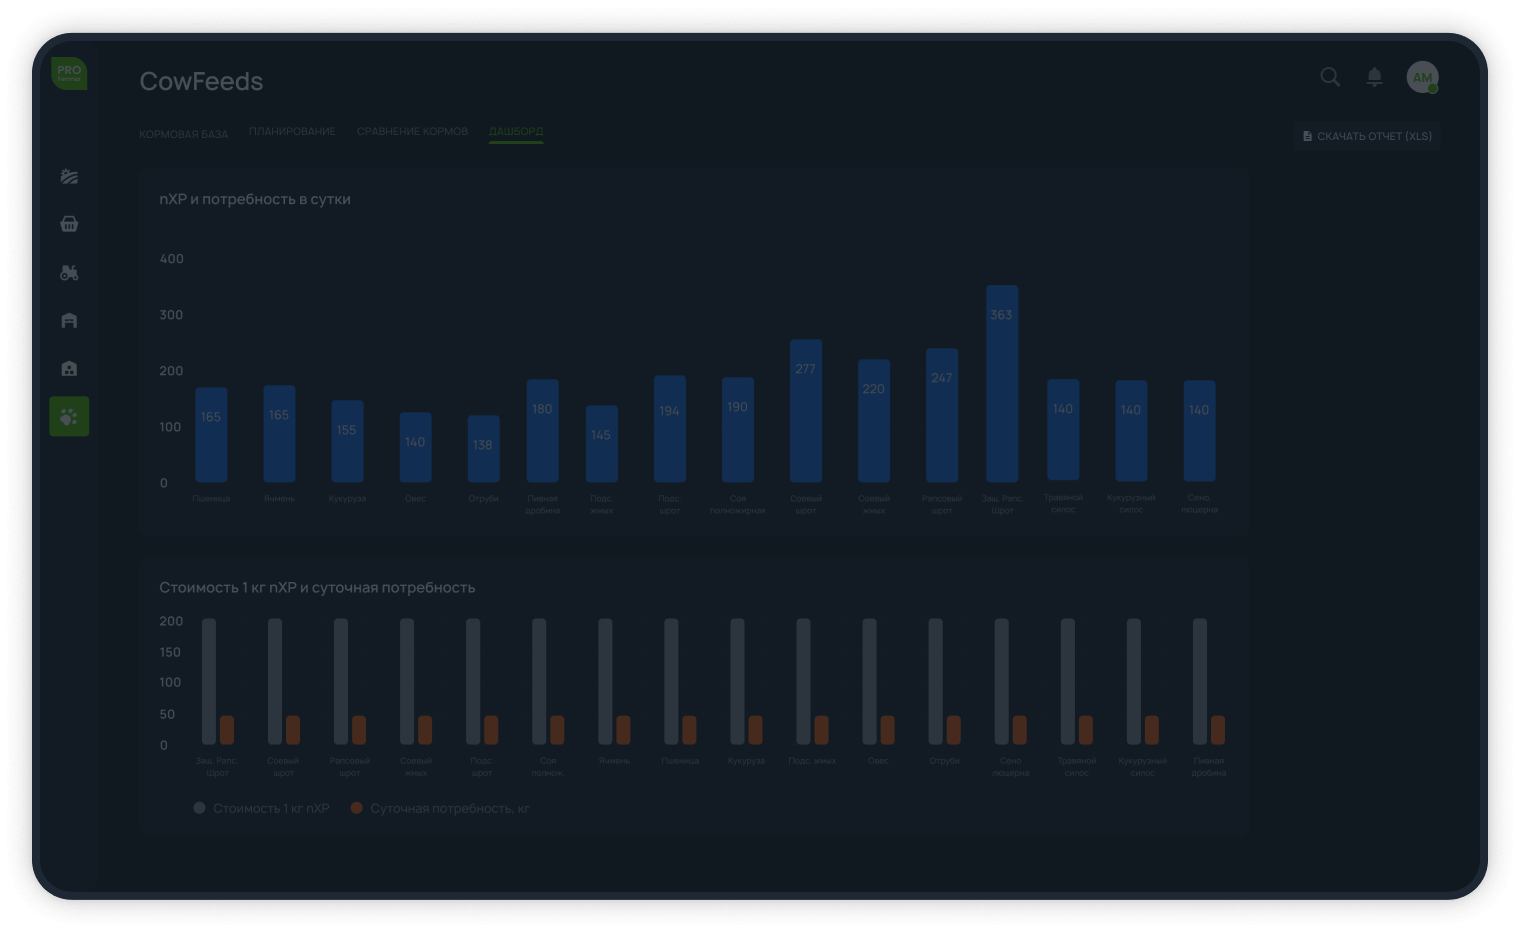 PRO
farmer
CowFeeds
AM
КОРМОВАЯ БАЗА ПЛАНИРОВАНИЕ СРАВНЕНИЕ КОРМОВ ДАШБОРД
СКАЧАТЬ ОТЧЕТ (XLS)
nXP и потребность в сутки
400
300
200
100
0
165 165 155 140 138 180 145 194 190 277 220 247 363 140 140 140
Пшеница Ячмень Кукуруза Овес Отруби Пивная Подс. Подс. Соя Соевый Соевый Рапсовый Защ. Рапс. Травяной Кукурузный Сено,
дробина жмых шрот полножирная шрот жмых шрот Шрот силос силос люцерна
Стоимость 1 кг nXP и суточная потребность
200
150
100
50
0
Защ. Рапс. Соевый Рапсовый Соевый Подс. Соя Ячмень Пшеница Кукуруза Подс. жмых Овес Отруби Сено Травяной Кукурузный Пивная
Шрот шрот шрот жмых шрот полнож. люцерна силос силос дробина
Стоимость 1 кг nXP Суточная потребность, кг